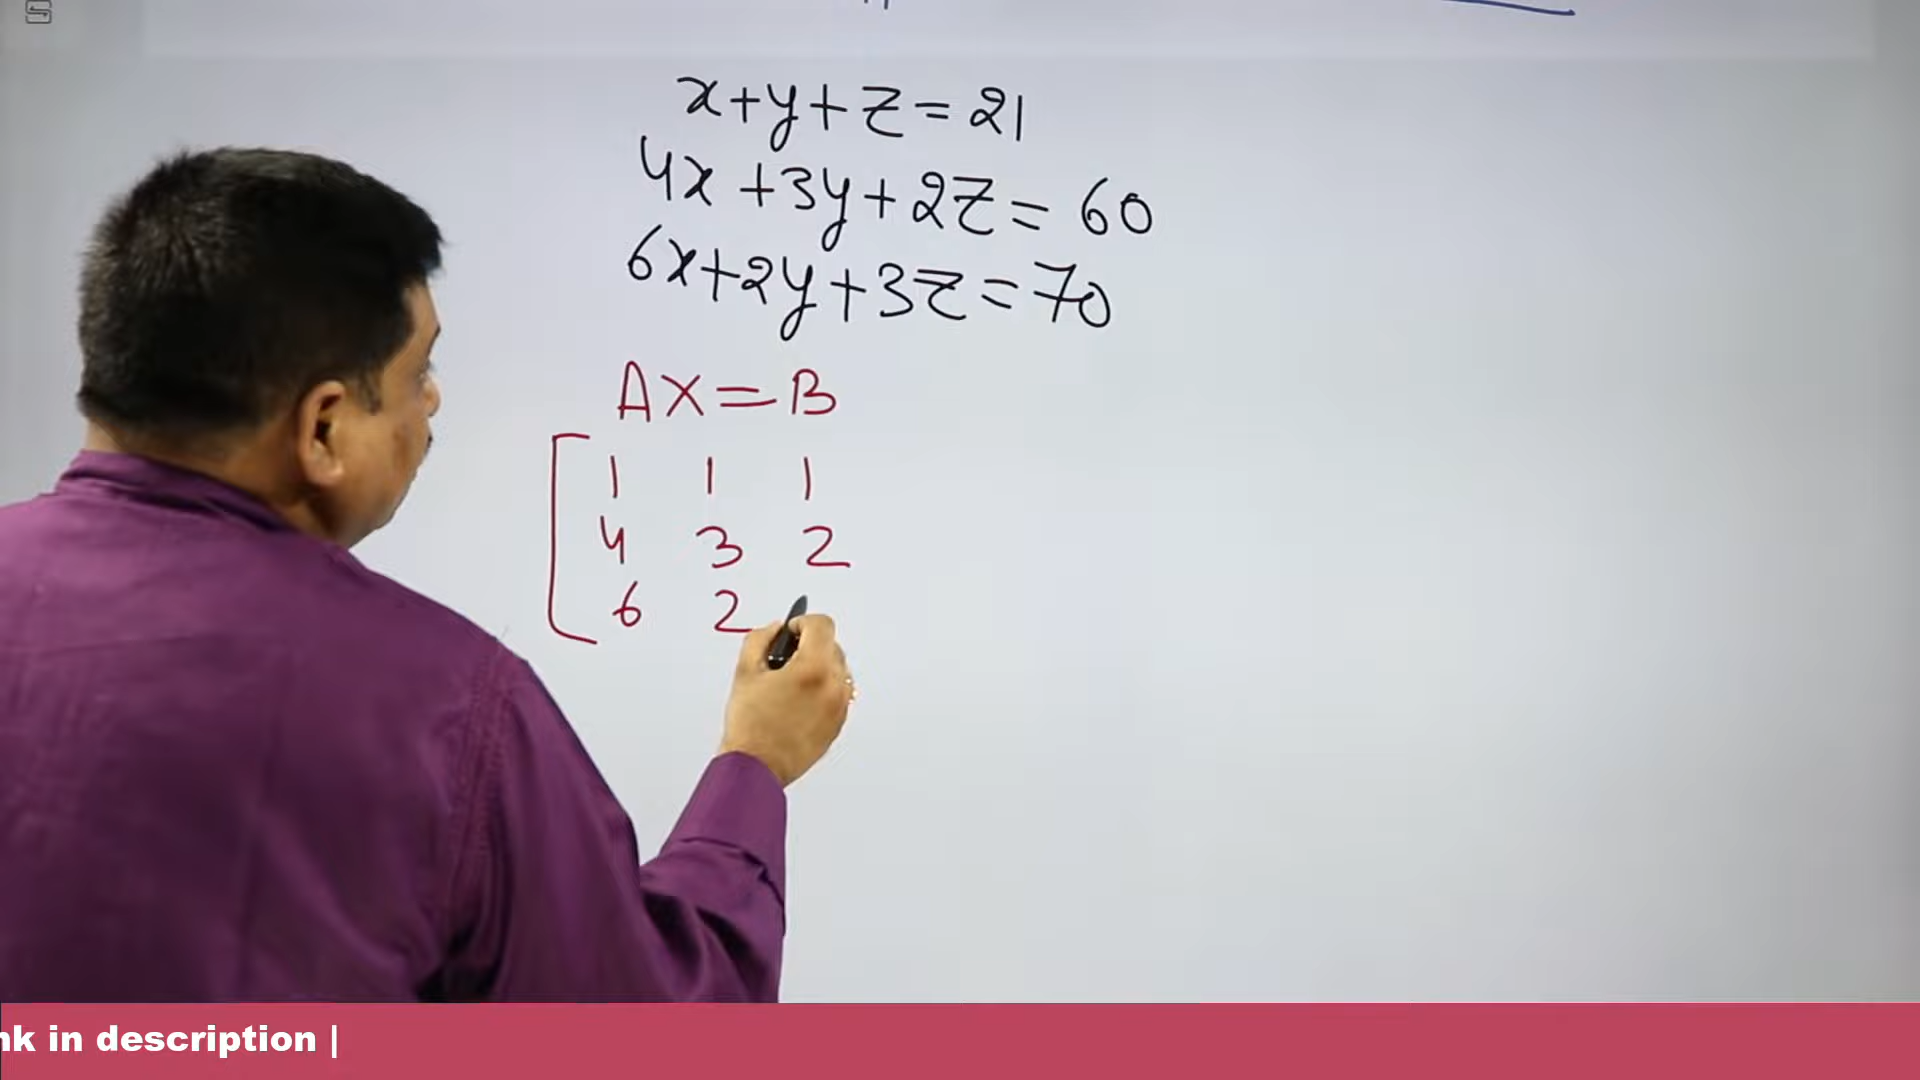 x+y+z=21
4x+3y+2z=60
6x+2y+3z=70
AX=B
1 1 1
4 3 2
6 2
nk in description |